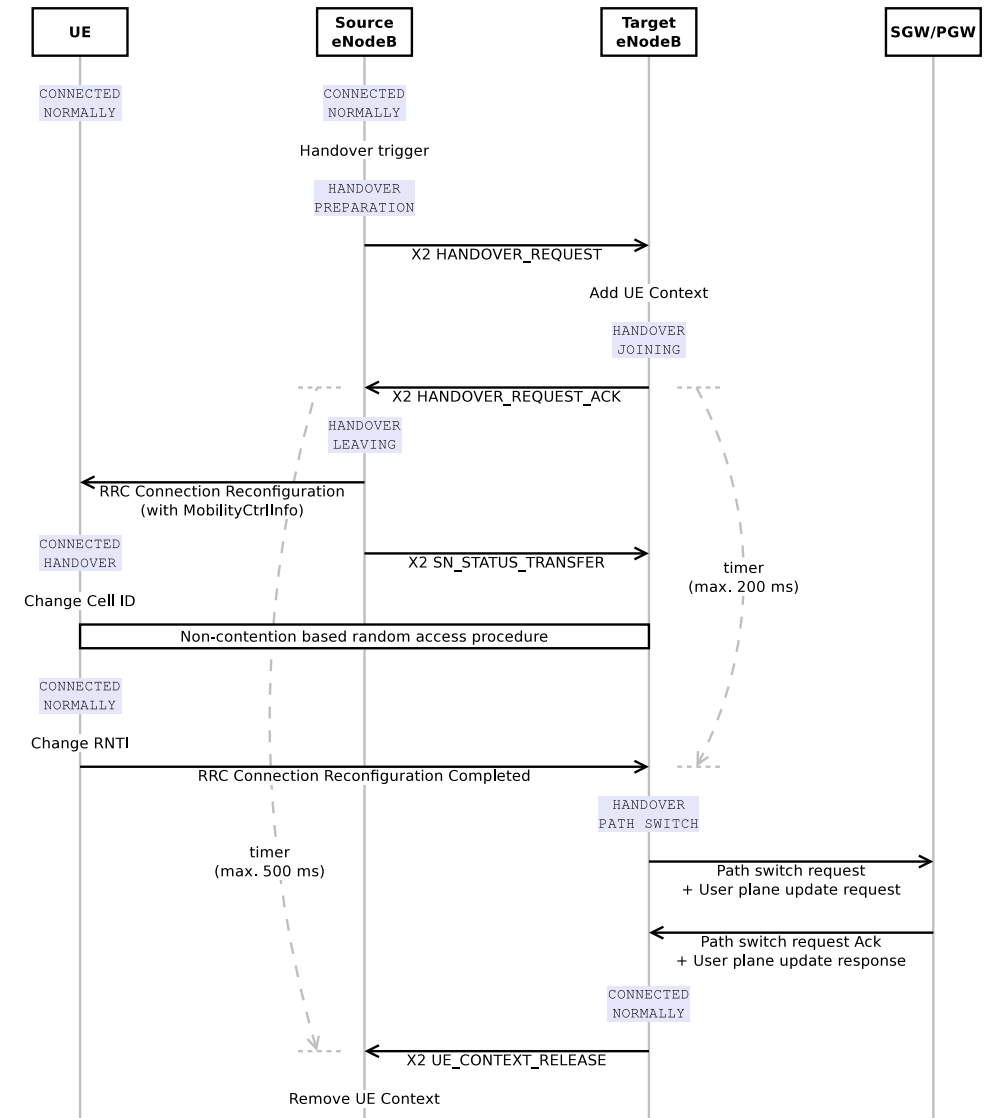 UE
Source
eNodeB
Target
eNodeB
SGW/PGW
CONNECTED
NORMALLY
CONNECTED
NORMALLY
Handover trigger
HANDOVER
PREPARATION
X2 HANDOVER_REQUEST
Add UE Context
HANDOVER
JOINING
X2 HANDOVER_REQUEST_ACK
HANDOVER
LEAVING
RRC Connection Reconfiguration
(with MobilityCtrlInfo)
CONNECTED
HANDOVER
X2 SN_STATUS_TRANSFER
timer
(max. 200 ms)
Change Cell ID
Non-contention based random access procedure
CONNECTED
NORMALLY
Change RNTI
RRC Connection Reconfiguration Completed
HANDOVER
PATH SWITCH
timer
(max. 500 ms)
Path switch request
+ User plane update request
Path switch request Ack
+ User plane update response
CONNECTED
NORMALLY
X2 UE_CONTEXT_RELEASE
Remove UE Context